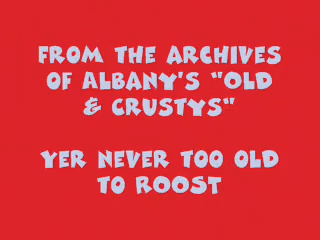 FROM THE ARCHIVES
OF ALBANY'S "OLD
& CRUSTYS"
YER NEVER TOO OLD
TO ROOST